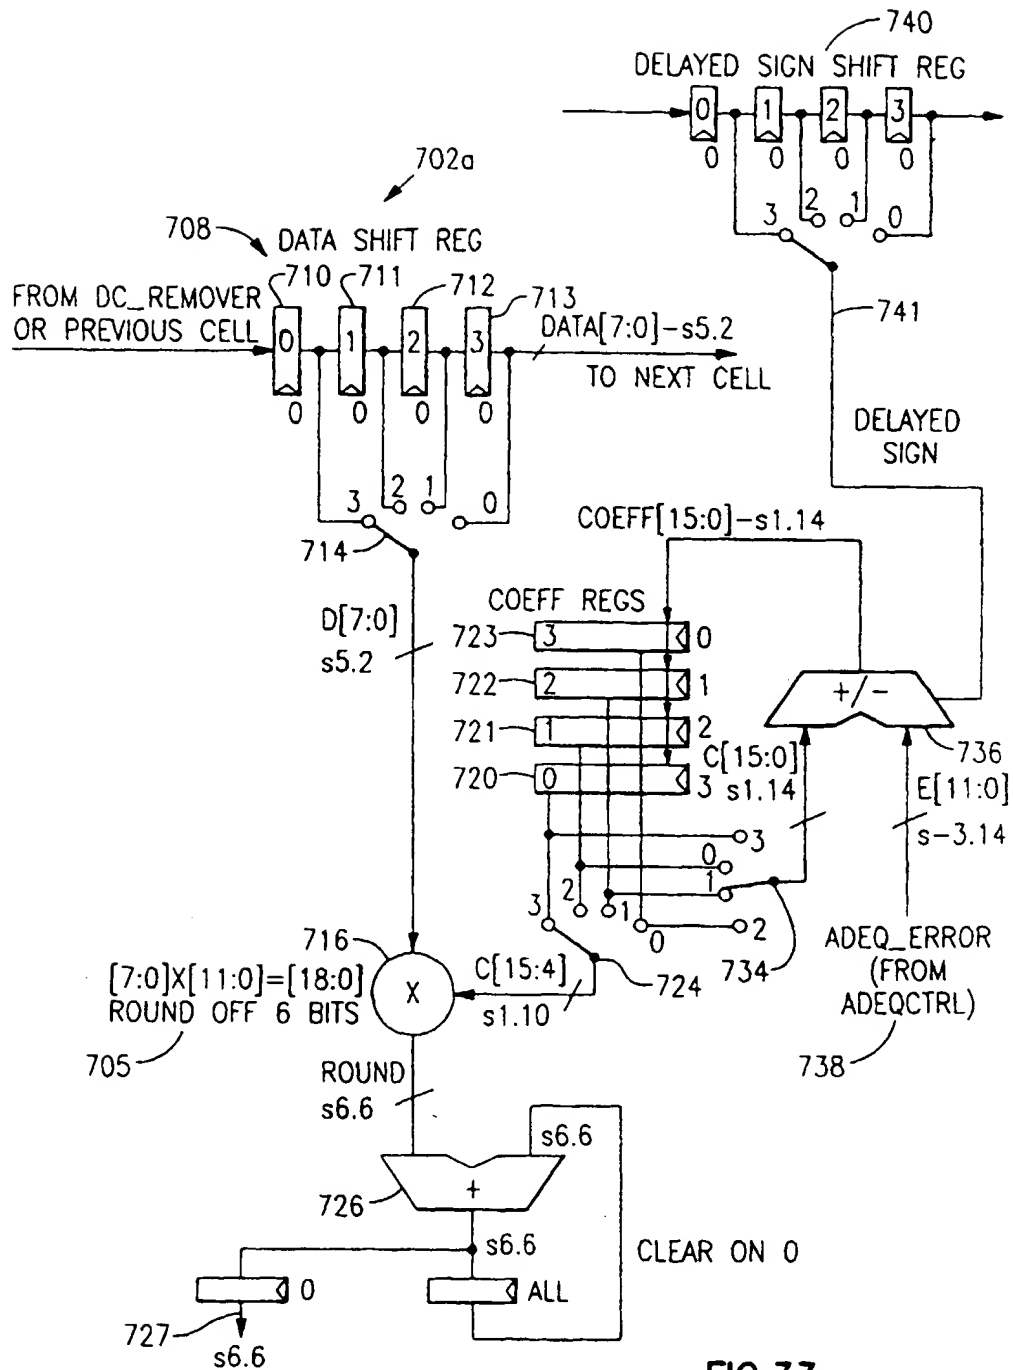 740
DELAYED SIGN SHIFT REG
0 1 2 3
0 0 0 0
3 2 1 0
741
DELAYED
SIGN
702a
708
DATA SHIFT REG
710 711 712 713
FROM DC_REMOVER
OR PREVIOUS CELL
0 1 2 3
DATA[7:0]-s5.2
TO NEXT CELL
0 0 0 0
3 2 1 0
714
D[7:0]
s5.2
COEFF[15:0]-s1.14
COEFF REGS
723 3 0
722 2 1
721 1 2
720 0 3
C[15:0]
s1.14
+/-
736
E[11:0]
s-3.14
3
0
1
2
3 2 1 0
734
724
ADEQ_ERROR
(FROM
ADEQCTRL)
738
716
X
C[15:4]
s1.10
[7:0]X[11:0]=[18:0]
ROUND OFF 6 BITS
705
ROUND
s6.6
s6.6
726
+
s6.6
CLEAR ON 0
0
ALL
727
s6.6